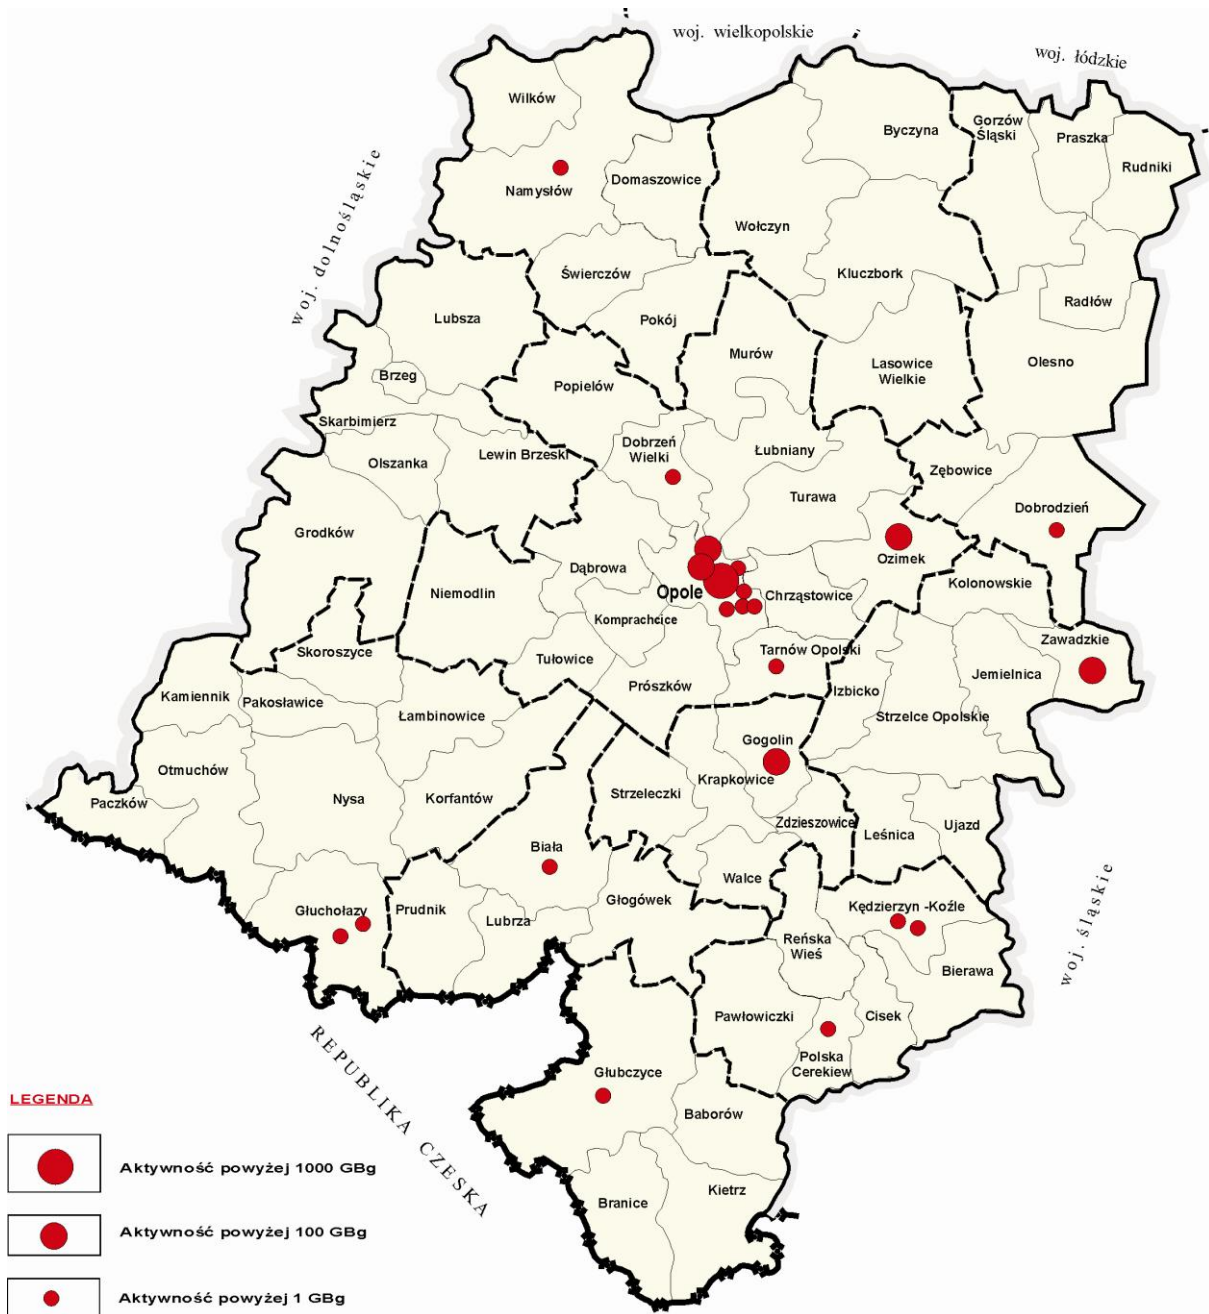 woj. wielkopolskie
woj. łódzkie
Wilków
Byczyna
Gorzów
Śląski
Praszka
Rudniki
Namysłów
Domaszowice
Wołczyn
Kluczbork
woj. dolnośląskie
Świerczów
Radłów
Lubsza
Pokój
Murów
Lasowice
Wielkie
Olesno
Brzeg
Popielów
Skarbimierz
Olszanka
Lewin Brzeski
Dobrzeń
Wielki
Łubniany
Turawa
Zębowice
Dobrodzień
Grodków
Ozimek
Dąbrowa
Niemodlin
Opole
Chrząstowice
Kolonowskie
Komprachcice
Skoroszyce
Tułowice
Tarnów Opolski
Zawadzkie
Prószków
Izbicko
Jemielnica
Kamiennik
Pakosławice
Łambinowice
Strzelce Opolskie
Gogolin
Otmuchów
Krapkowice
Paczków
Nysa
Korfantów
Strzeleczki
Zdzieszowice
Leśnica
Ujazd
Biała
Walce
Głuchołazy
Prudnik
Lubrza
Głogówek
Kędzierzyn -Koźle
Reńska
Wieś
Bierawa
woj. śląskie
Pawłowiczki
Cisek
Polska
Cerekiew
REPUBLIKA CZESKA
Głubczyce
Baborów
Branice
Kietrz
LEGENDA
Aktywność powyżej 1000 GBg
Aktywność powyżej 100 GBg
Aktywność powyżej 1 GBg